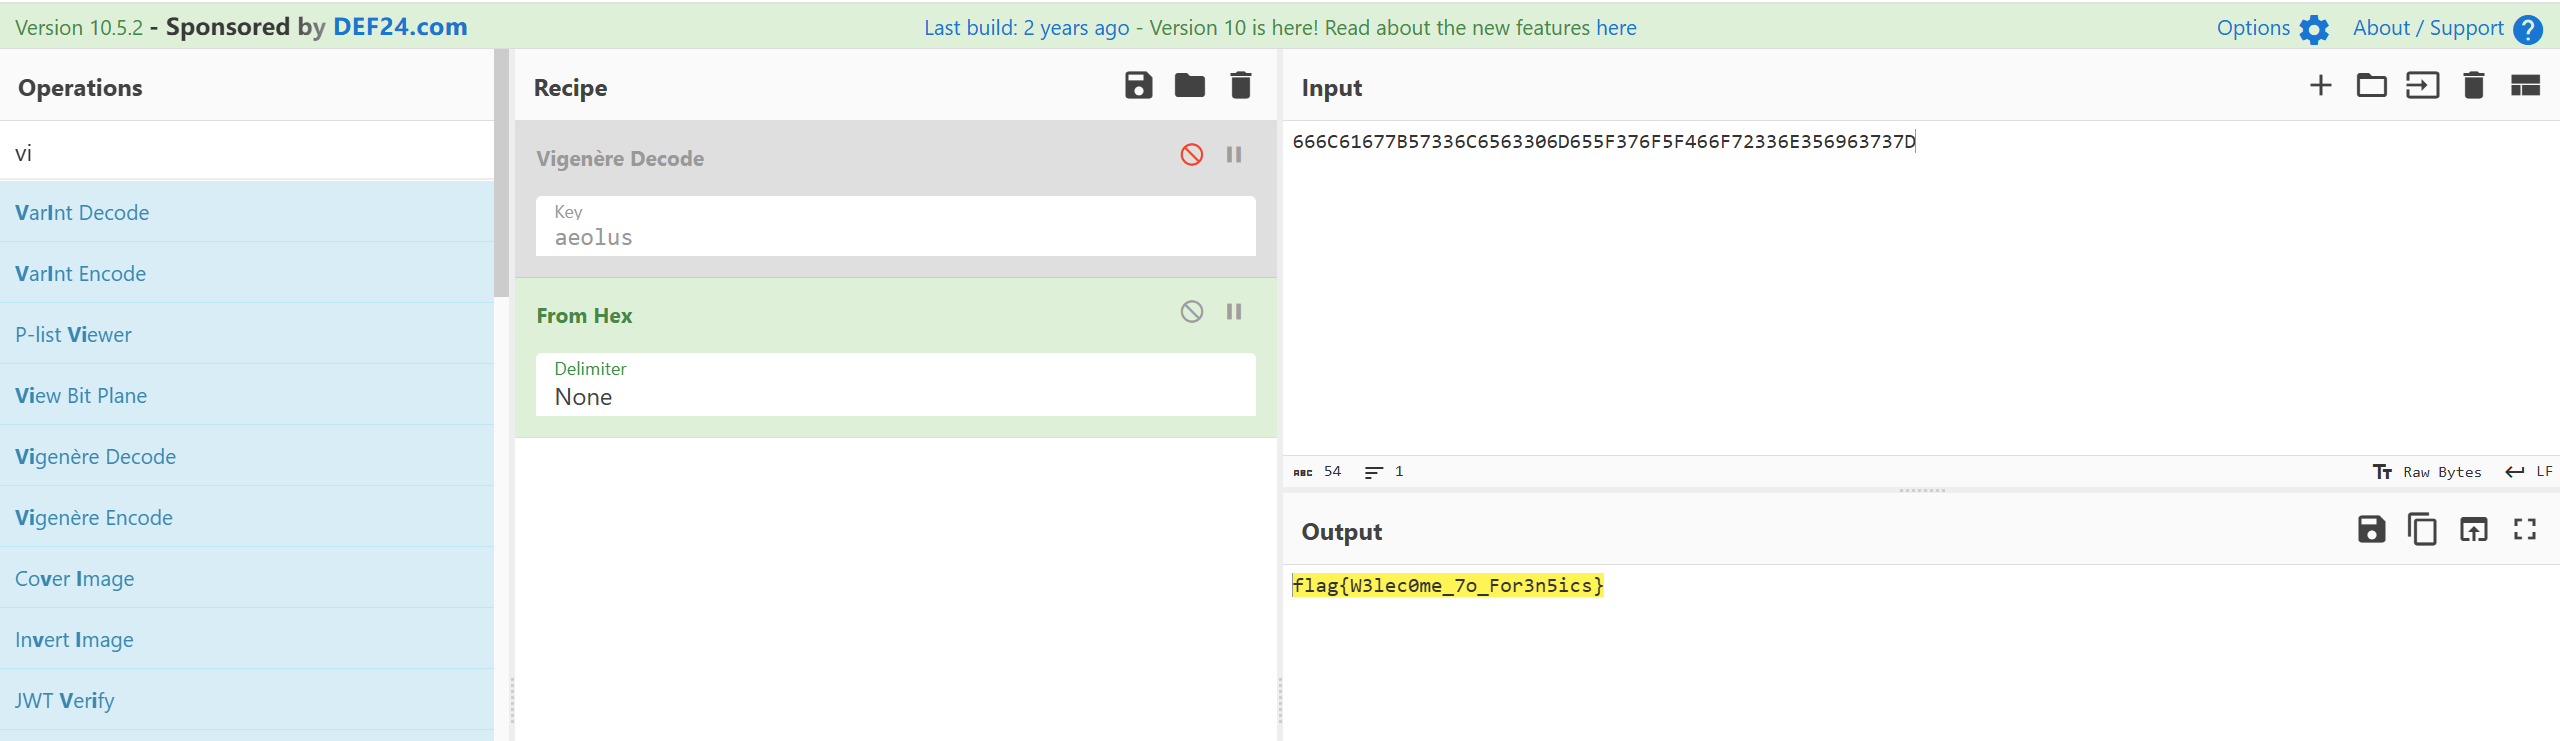 Version 10.5.2 - Sponsored by DEF24.com
Last build: 2 years ago - Version 10 is here! Read about the new features here
Options
About / Support
Operations
vi
VarInt Decode
VarInt Encode
P-list Viewer
View Bit Plane
Vigenère Decode
Vigenère Encode
Cover Image
Invert Image
JWT Verify
Recipe
Vigenère Decode
Key
aeolus
From Hex
Delimiter
None
Input
666C61677B57336C6563306D655F376F5F466F72336E356963737D
ABC 54 1
Tт Raw Bytes LF
Output
flag{W3lec0me_7o_For3n5ics}